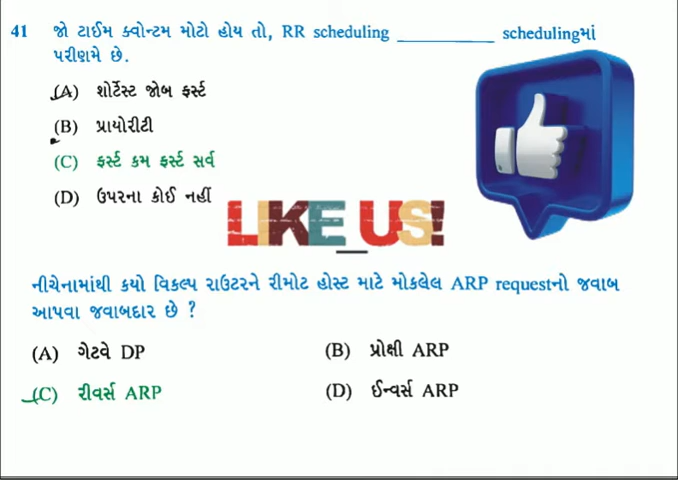 41 જો ટાઈમ ક્વોન્ટમ મોટો હોય તો, RR scheduling __________ schedulingમાં
પરીણમે છે.
(A) શોર્ટેસ્ટ જોબ ફર્સ્ટ
(B) પ્રાયોરીટી
(C) ફર્સ્ટ કમ ફર્સ્ટ સર્વ
(D) ઉપરના કોઈ નહીં
LIKE US!
નીચેનામાંથી કયો વિકલ્પ રાઉટરને રીમોટ હોસ્ટ માટે મોકલેલ ARP requestનો જવાબ
આપવા જવાબદાર છે ?
(A) ગેટવે DP (B) પ્રોક્ષી ARP
(C) રીવર્સ ARP (D) ઈન્વર્સ ARP